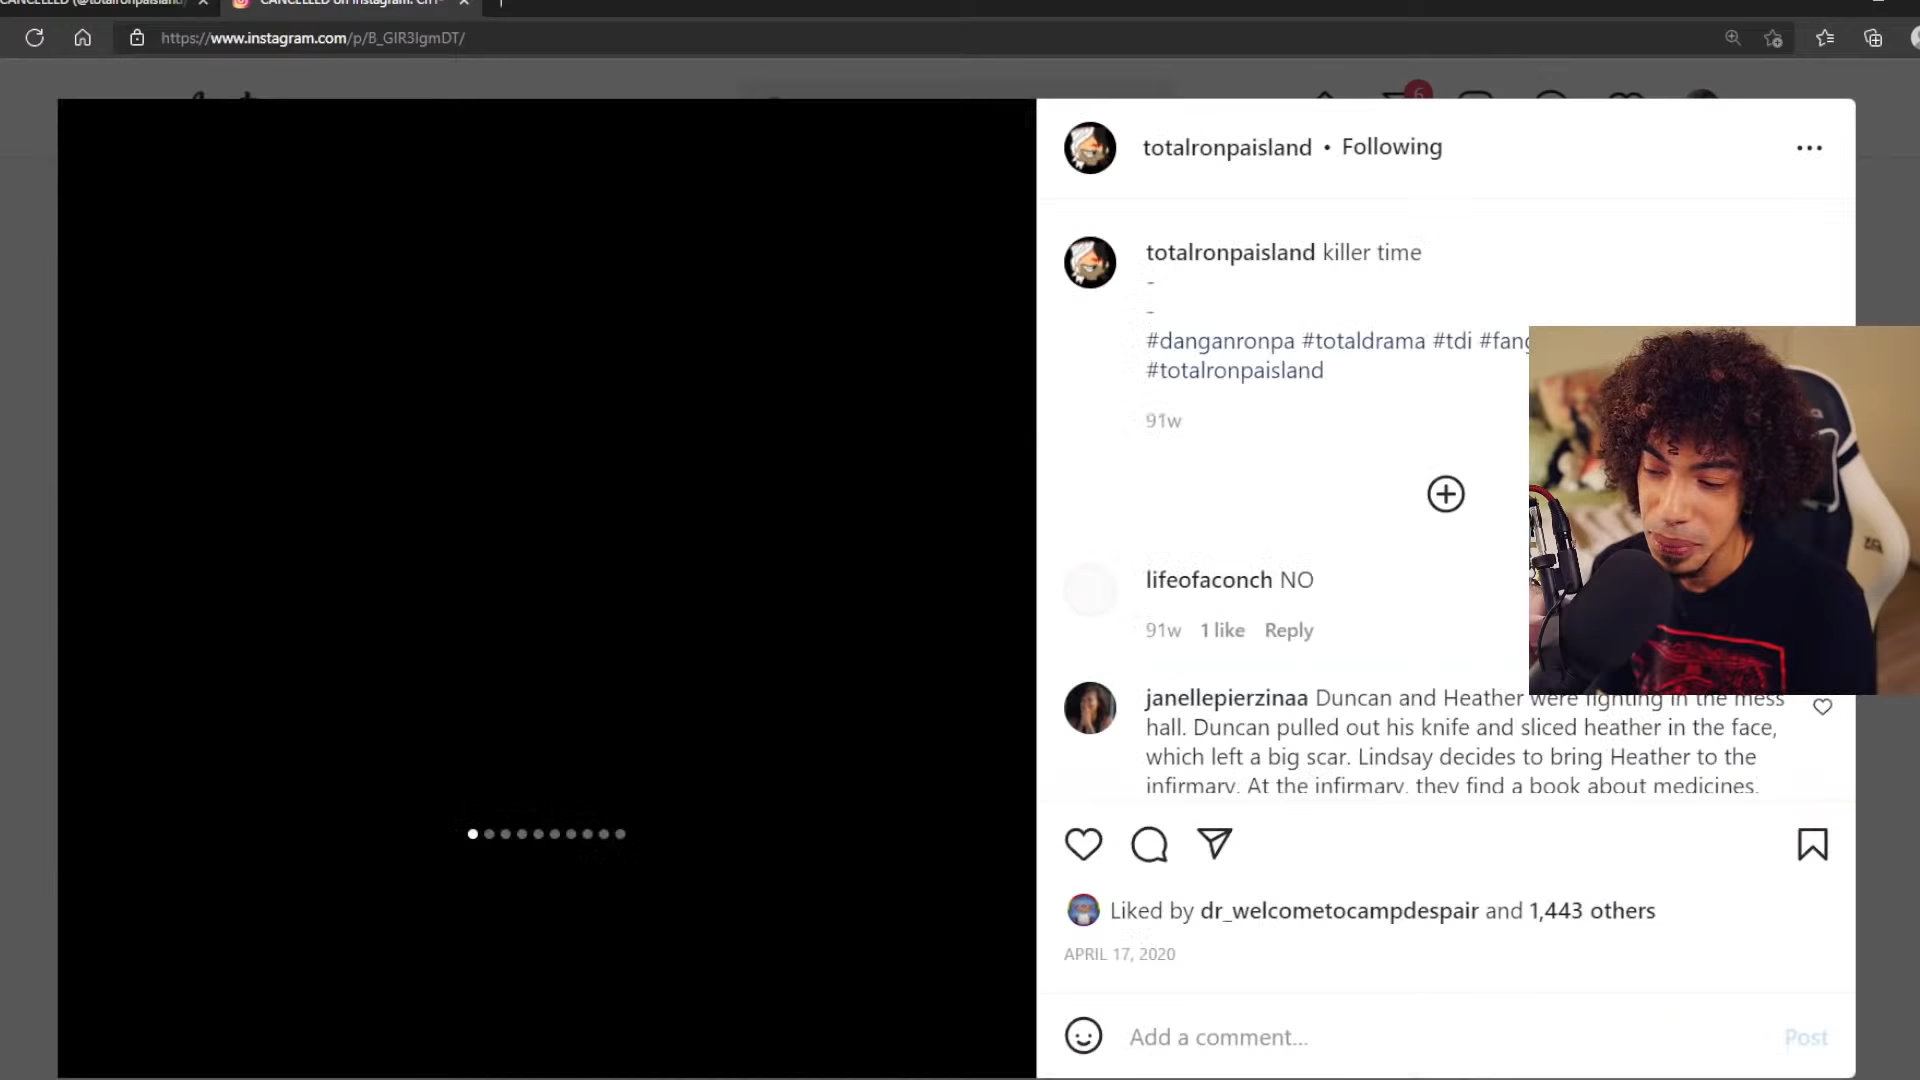 CANCELLED (@totalronpaisland)
CANCELLED on Instagram: CH1-
https://www.instagram.com/p/B_GIR3IgmDT/
6
totalronpaisland • Following
totalronpaisland killer time
-
-
#danganronpa #totaldrama #tdi #fang
#totalronpaisland
91w
lifeofaconch NO
91w 1 like Reply
janellepierzinaa Duncan and Heather were fighting in the mess
hall. Duncan pulled out his knife and sliced heather in the face,
which left a big scar. Lindsay decides to bring Heather to the
infirmary. At the infirmary, they find a book about medicines.
Liked by dr_welcometocampdespair and 1,443 others
APRIL 17, 2020
Add a comment...
Post